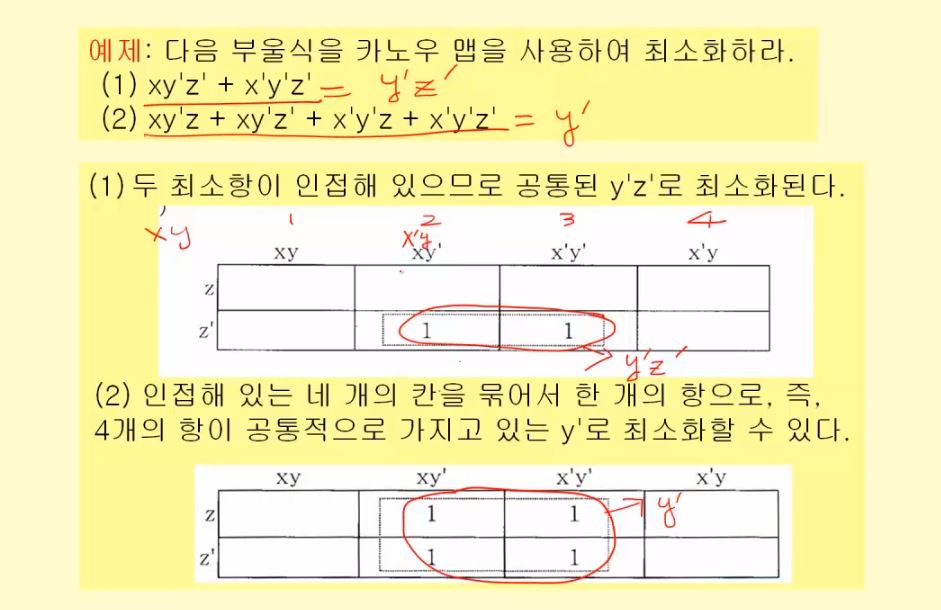 예제: 다음 부울식을 카노우 맵을 사용하여 최소화하라.
(1) xy'z' + x'y'z' = y'z'
(2) xy'z + xy'z' + x'y'z + x'y'z' = y'
(1) 두 최소항이 인접해 있으므로 공통된 y'z'로 최소화된다.
1 2 3 4
xy x'y
xy xy' x'y' x'y
z
z' 1 1
y'z'
(2) 인접해 있는 네 개의 칸을 묶어서 한 개의 항으로, 즉,
4개의 항이 공통적으로 가지고 있는 y'로 최소화할 수 있다.
xy xy' x'y' x'y
z 1 1 y'
z' 1 1